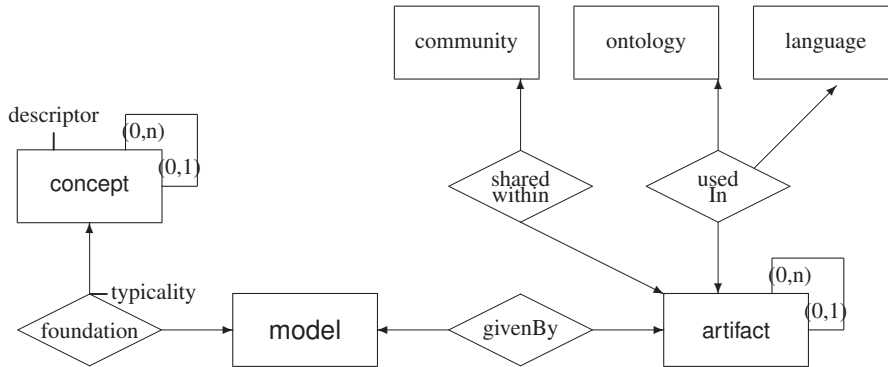 community
ontology
language
descriptor
(0,n)
concept
(0,1)
shared
within
used
In
typicality
(0,n)
foundation
model
givenBy
artifact
(0,1)